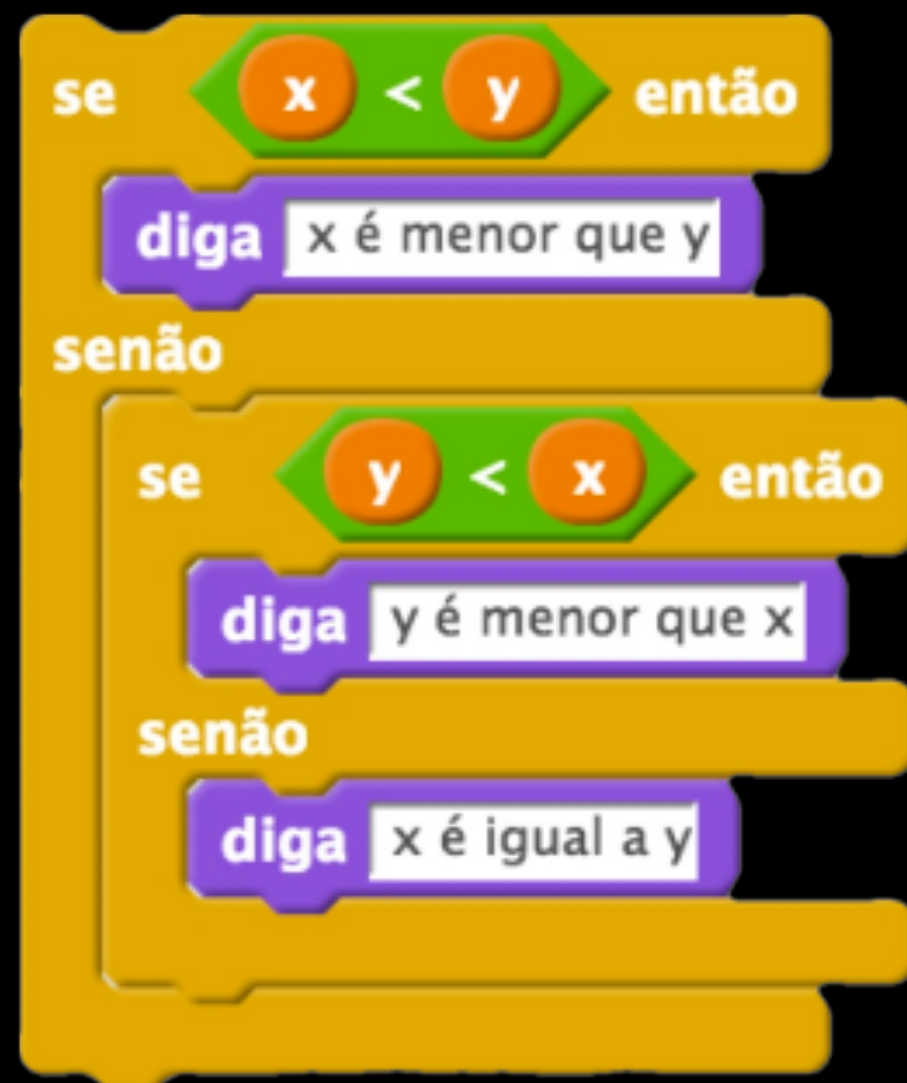 se x < y então
diga x é menor que y
senão
se y < x então
diga y é menor que x
senão
diga x é igual a y